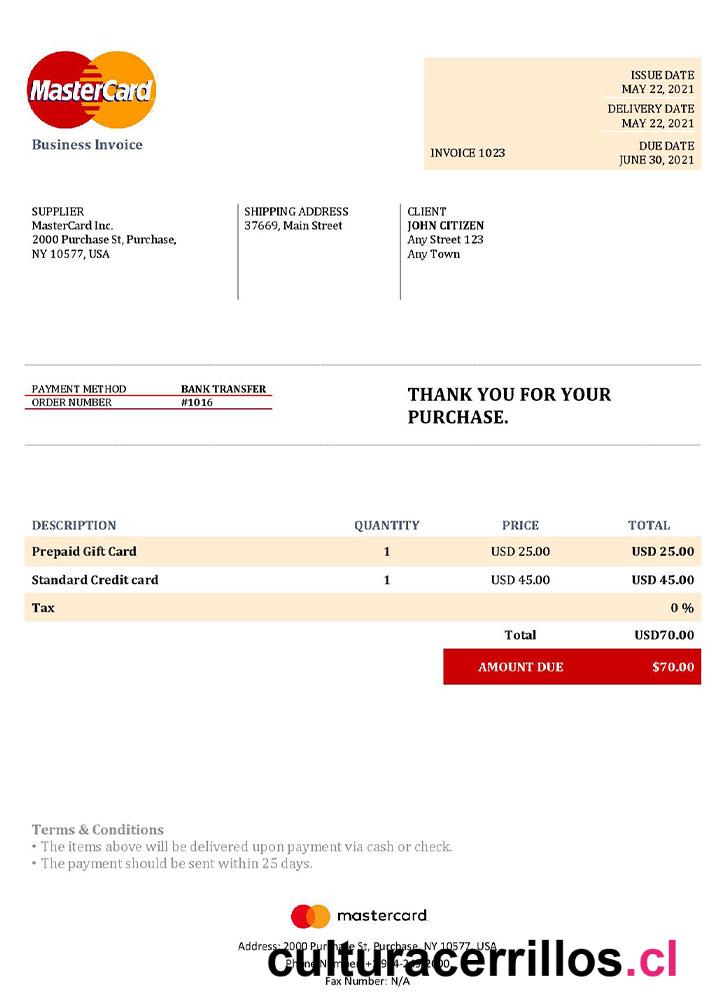 MasterCard
Business Invoice
ISSUE DATE
MAY 22, 2021
DELIVERY DATE
MAY 22, 2021
INVOICE 1023
DUE DATE
JUNE 30, 2021
SUPPLIER
MasterCard Inc.
2000 Purchase St, Purchase,
NY 10577, USA
SHIPPING ADDRESS
37669, Main Street
CLIENT
JOHN CITIZEN
Any Street 123
Any Town
PAYMENT METHOD BANK TRANSFER
ORDER NUMBER #1016
THANK YOU FOR YOUR
PURCHASE.
DESCRIPTION QUANTITY PRICE TOTAL
Prepaid Gift Card 1 USD 25.00 USD 25.00
Standard Credit card 1 USD 45.00 USD 45.00
Tax 0 %
Total USD70.00
AMOUNT DUE $70.00
Terms & Conditions
• The items above will be delivered upon payment via cash or check.
• The payment should be sent within 25 days.
mastercard
Address: 2000 Purchase St, Purchase, NY 10577, USA
Phone Number:
culturacerrillos.cl
Fax Number: N/A